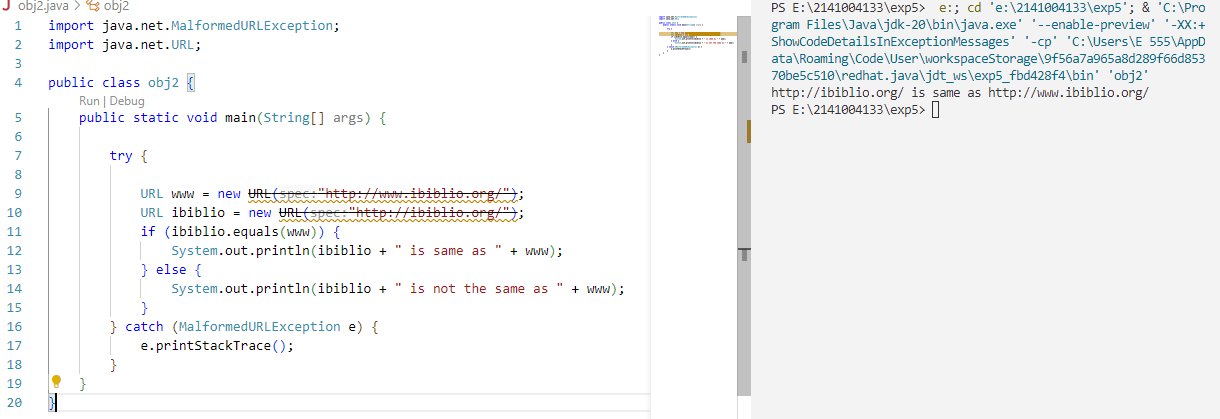 obj2.java > obj2
1 import java.net.MalformedURLException;
2 import java.net.URL;
3
4 public class obj2 {
Run | Debug
5 public static void main(String[] args) {
6
7 try {
8
9 URL www = new URL(spec:"http://www.ibiblio.org/");
10 URL ibiblio = new URL(spec:"http://ibiblio.org/");
11 if (ibiblio.equals(www)) {
12 System.out.println(ibiblio + " is same as " + www);
13 } else {
14 System.out.println(ibiblio + " is not the same as " + www);
15 }
16 } catch (MalformedURLException e) {
17 e.printStackTrace();
18 }
19 }
20 }
PS E:\2141004133\exp5>  e:; cd 'e:\2141004133\exp5'; & 'C:\Pro
gram Files\Java\jdk-20\bin\java.exe' '--enable-preview' '-XX:+
ShowCodeDetailsInExceptionMessages' '-cp' 'C:\Users\E 555\AppD
ata\Roaming\Code\User\workspaceStorage\9f56a7a965a8d289f66d853
70be5c510\redhat.java\jdt_ws\exp5_fbd428f4\bin' 'obj2'
http://ibiblio.org/ is same as http://www.ibiblio.org/
PS E:\2141004133\exp5>